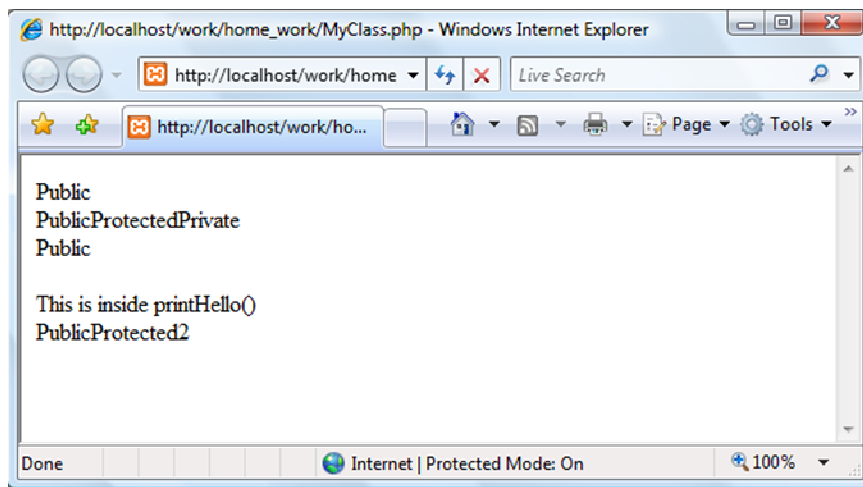 http://localhost/work/home_work/MyClass.php - Windows Internet Explorer
http://localhost/work/home
Live Search
http://localhost/work/ho...
Page
Tools
»
Public
PublicProtectedPrivate
Public
This is inside printHello()
PublicProtected2
Done
Internet | Protected Mode: On
100%